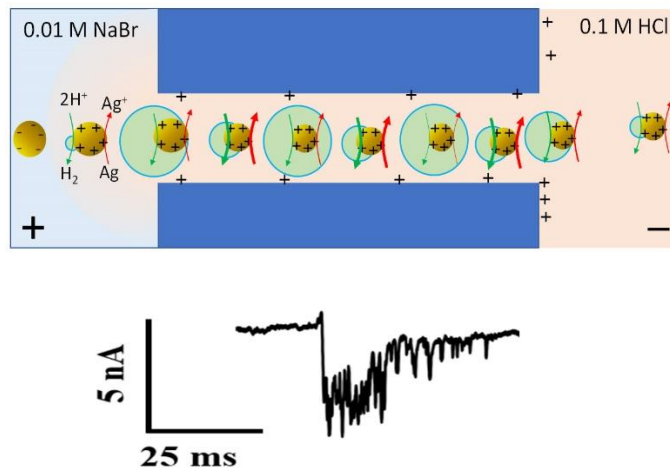 0.01 M NaBr
0.1 M HCl
2H⁺ Ag⁺
H₂ Ag
+
−
5 nA
25 ms